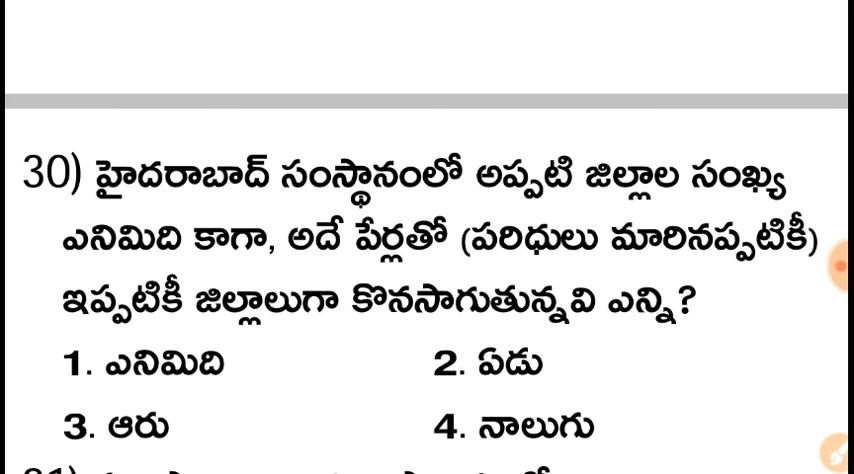 30) హైదరాబాద్ సంస్థానంలో అప్పటి జిల్లాల సంఖ్య
ఎనిమిది కాగా, అదే పేర్లతో (పరిధులు మారినప్పటికీ)
ఇప్పటికీ జిల్లాలుగా కొనసాగుతున్నవి ఎన్ని?
1. ఎనిమిది 2. ఏడు
3. ఆరు 4. నాలుగు